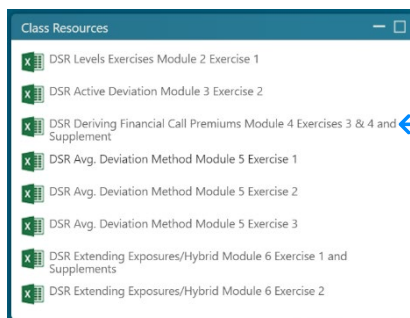 Class Resources
DSR Levels Exercises Module 2 Exercise 1
DSR Active Deviation Module 3 Exercise 2
DSR Deriving Financial Call Premiums Module 4 Exercises 3 & 4 and
Supplement
DSR Avg. Deviation Method Module 5 Exercise 1
DSR Avg. Deviation Method Module 5 Exercise 2
DSR Avg. Deviation Method Module 5 Exercise 3
DSR Extending Exposures/Hybrid Module 6 Exercise 1 and
Supplements
DSR Extending Exposures/Hybrid Module 6 Exercise 2